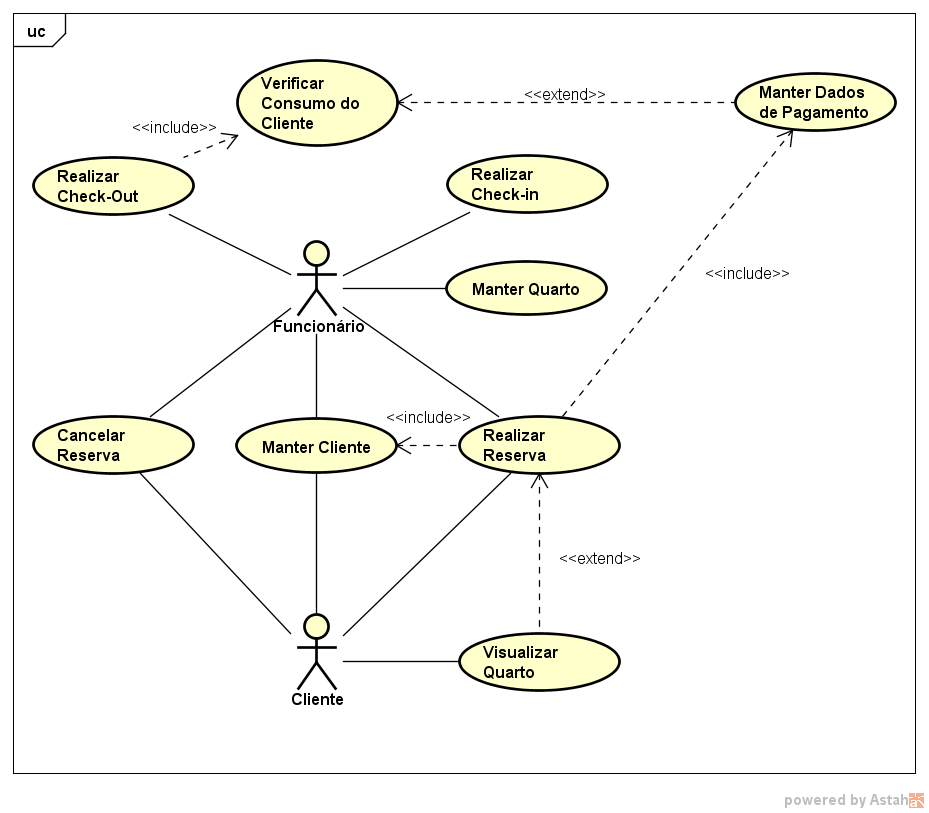 uc
Verificar
Consumo do
Cliente
<<extend>>
Manter Dados
de Pagamento
<<include>>
Realizar
Check-Out
Realizar
Check-in
<<include>>
Manter Quarto
Funcionário
<<include>>
Cancelar
Reserva
Manter Cliente
Realizar
Reserva
<<extend>>
Visualizar
Quarto
Cliente
powered by Astah